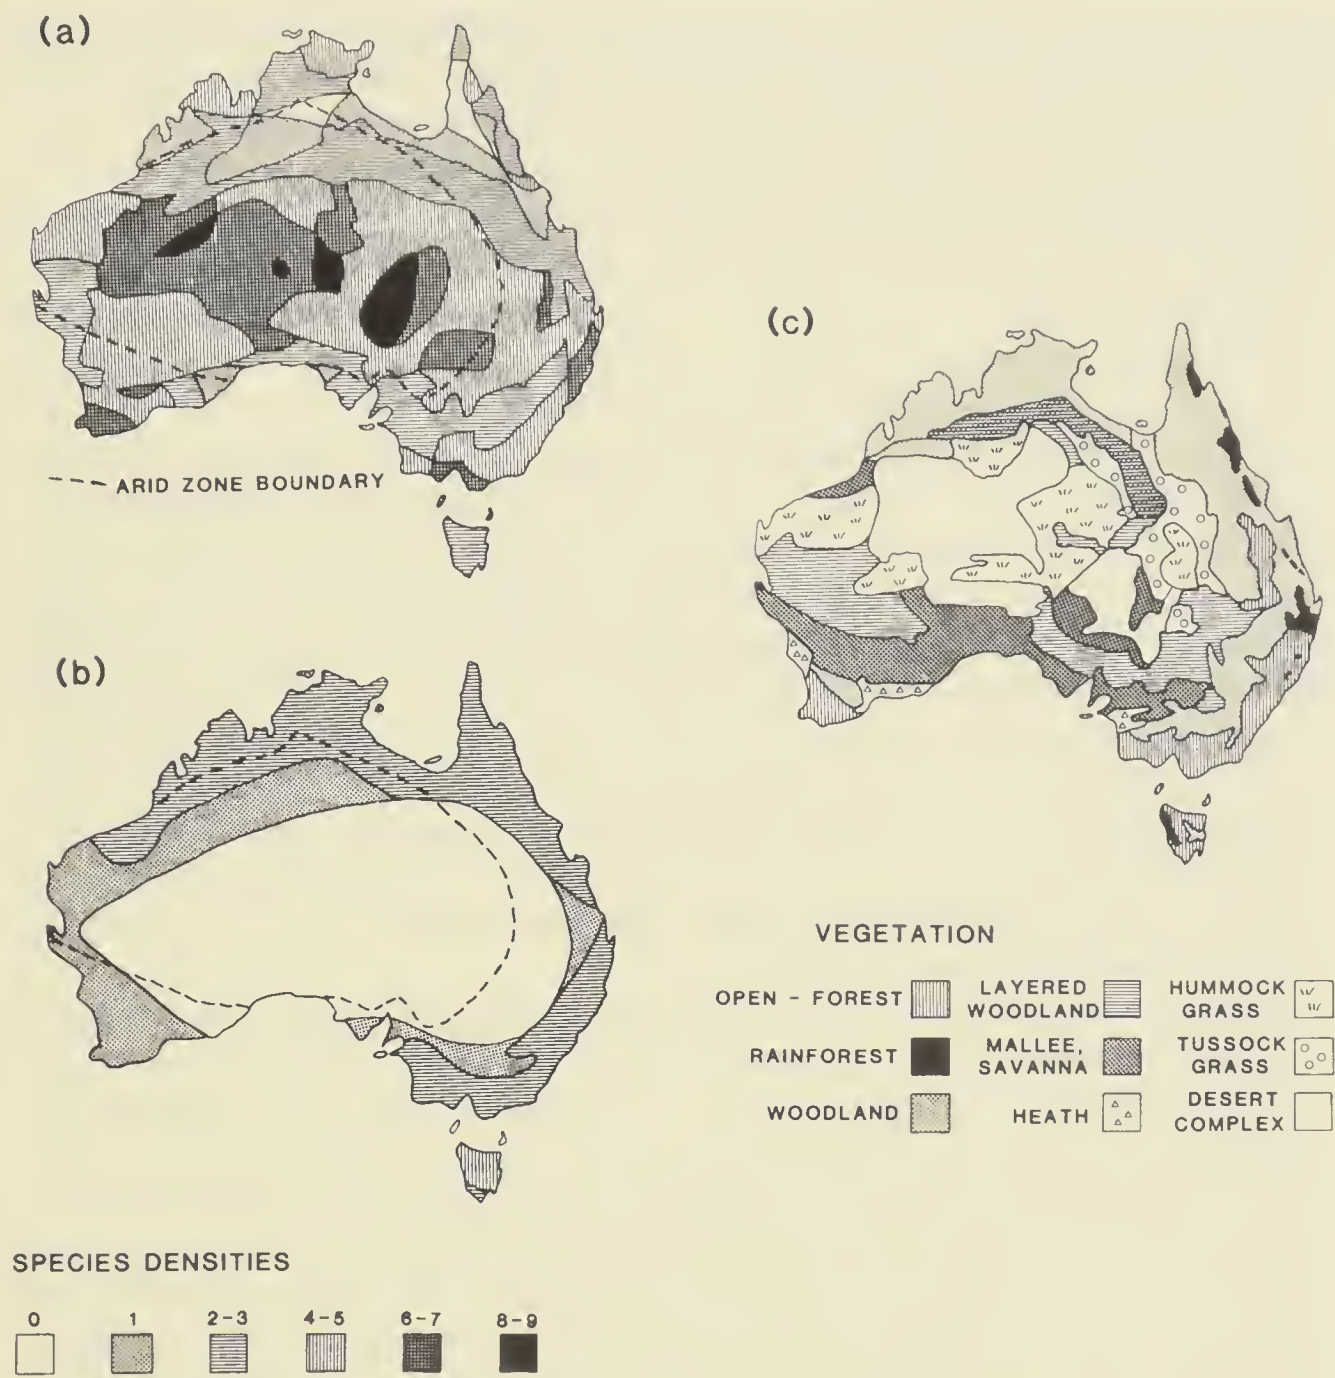 (a)
--- ARID ZONE BOUNDARY
(b)
(c)
VEGETATION
OPEN - FOREST
LAYERED
WOODLAND
HUMMOCK
GRASS
RAINFOREST
MALLEE,
SAVANNA
TUSSOCK
GRASS
WOODLAND
HEATH
DESERT
COMPLEX
SPECIES DENSITIES
0 1 2-3 4-5 6-7 8-9